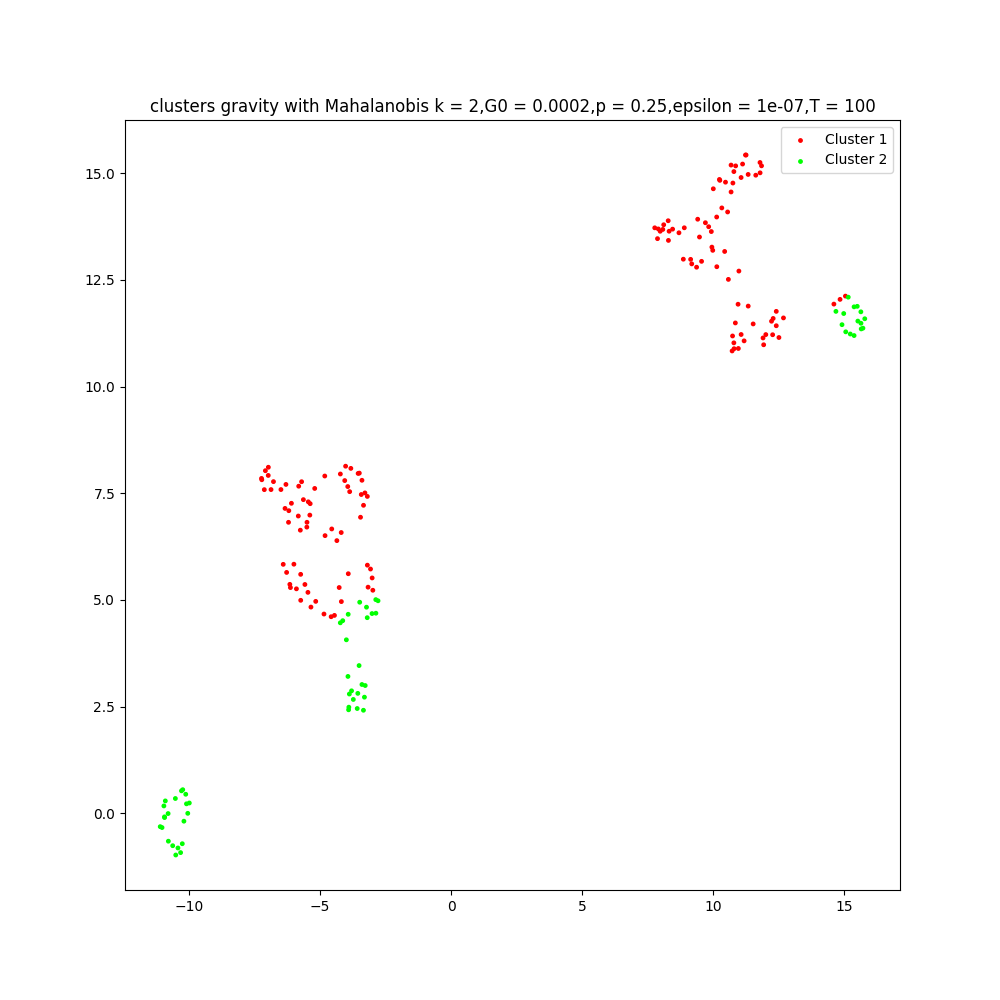 clusters gravity with Mahalanobis k = 2,G0 = 0.0002,p = 0.25,epsilon = 1e-07,T = 100
Cluster 1
Cluster 2
15.0
12.5
10.0
7.5
5.0
2.5
0.0
−10 −5 0 5 10 15